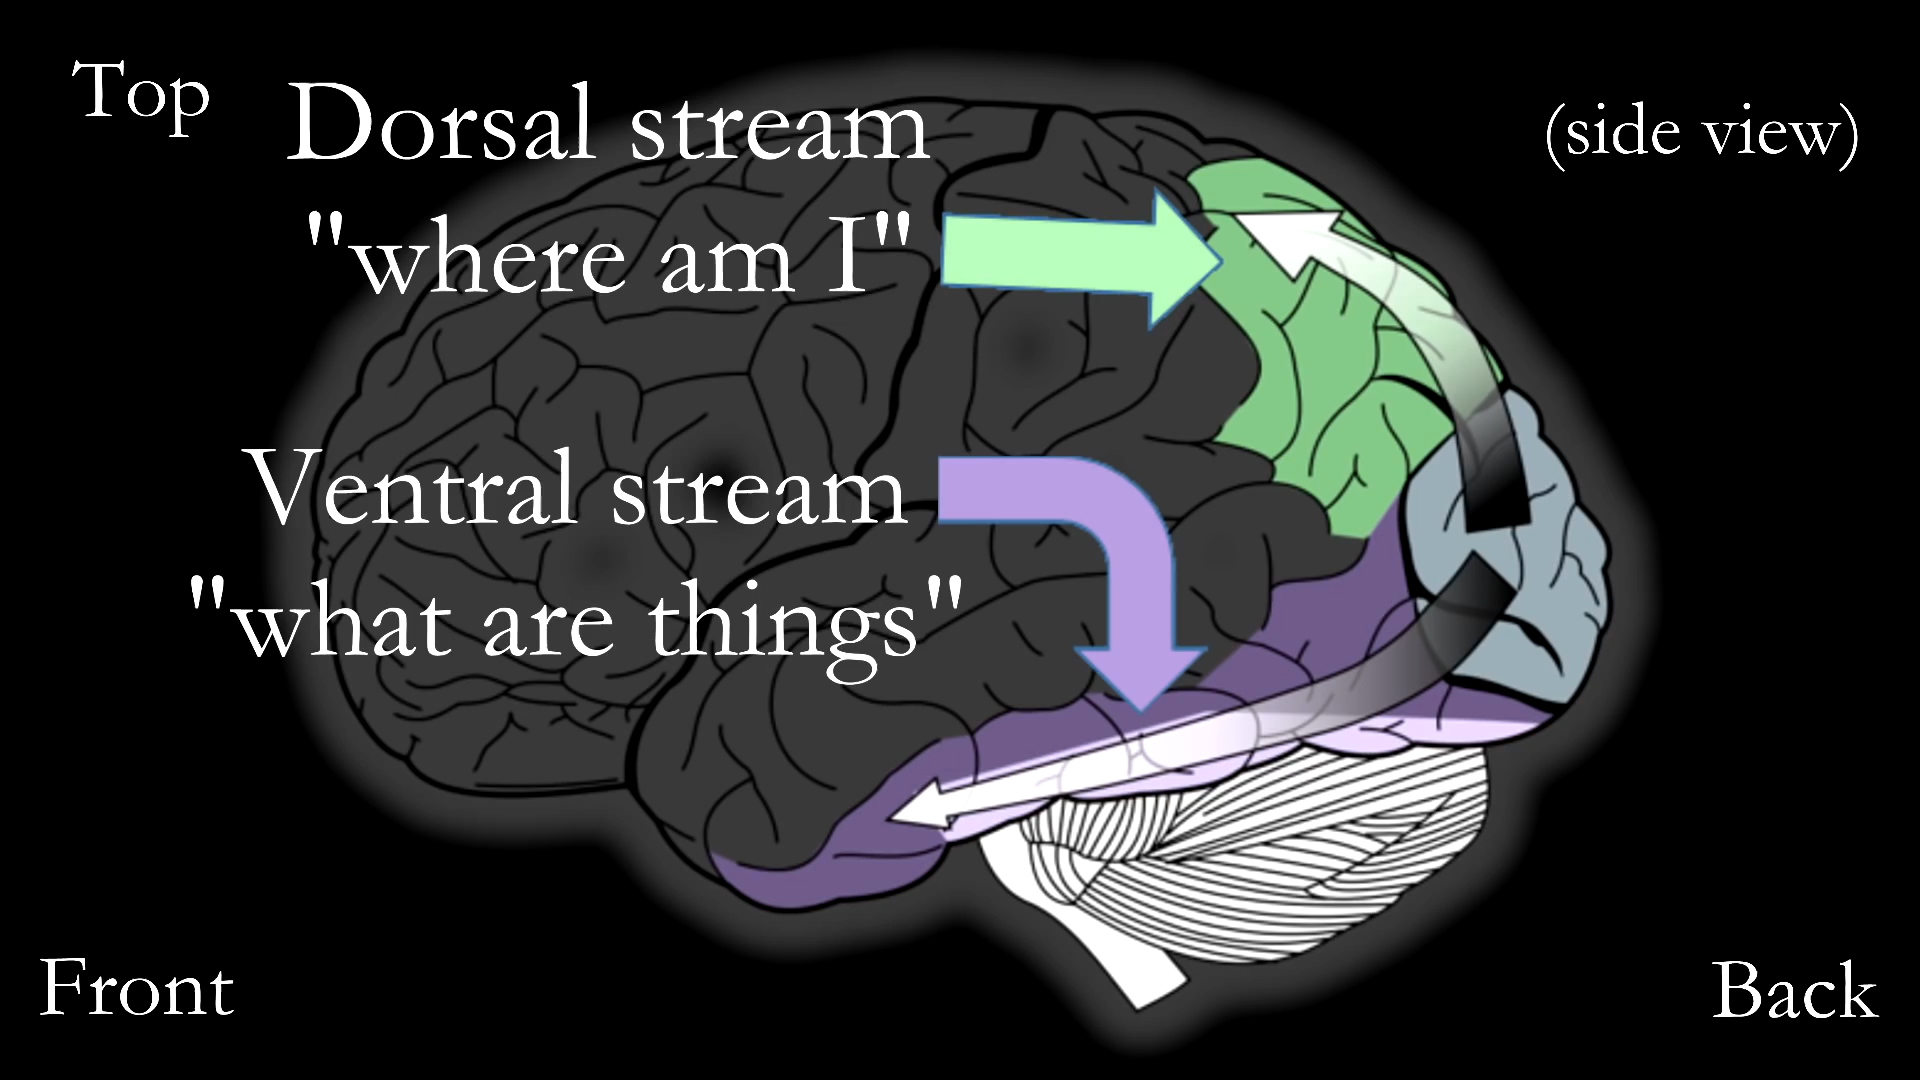 Top
Dorsal stream
(side view)
"where am I"
Ventral stream
"what are things"
Front
Back